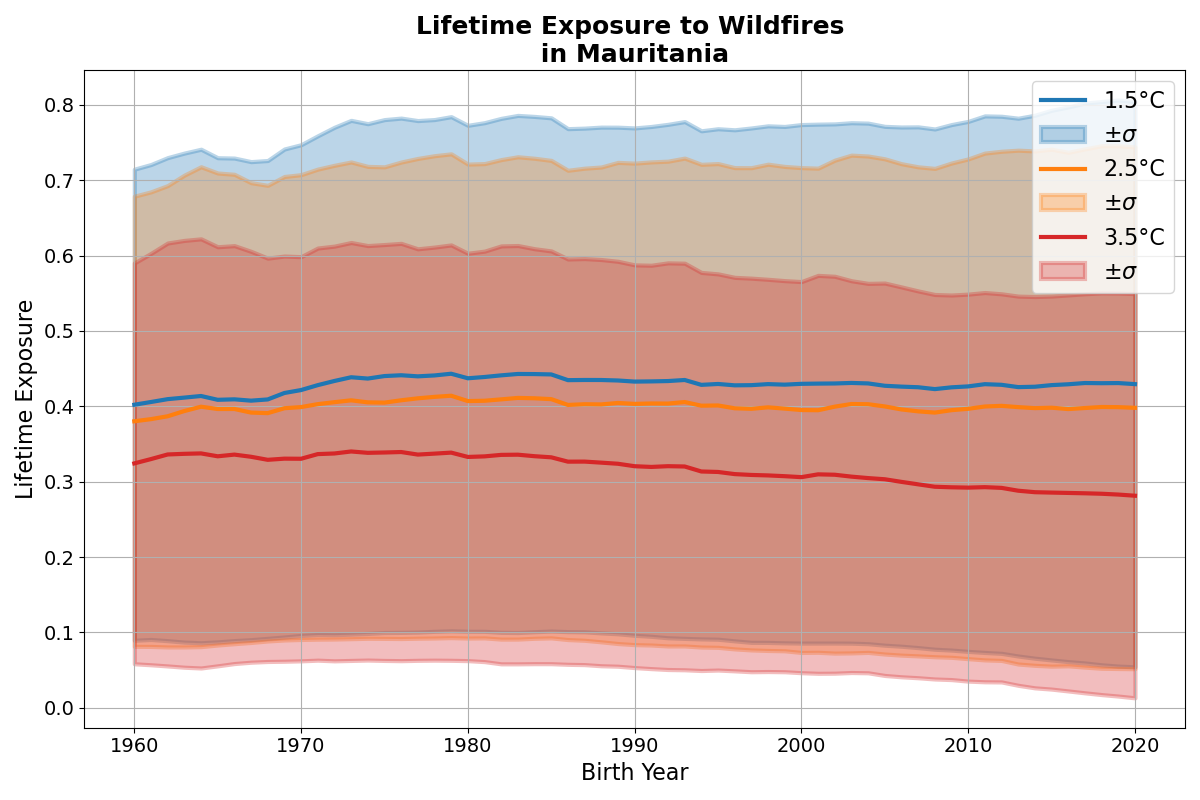 Lifetime Exposure to Wildfires
in Mauritania
Lifetime Exposure
0.8
0.7
0.6
0.5
0.4
0.3
0.2
0.1
0.0
1.5°C
±σ
2.5°C
±σ
3.5°C
±σ
1960 1970 1980 1990 2000 2010 2020
Birth Year